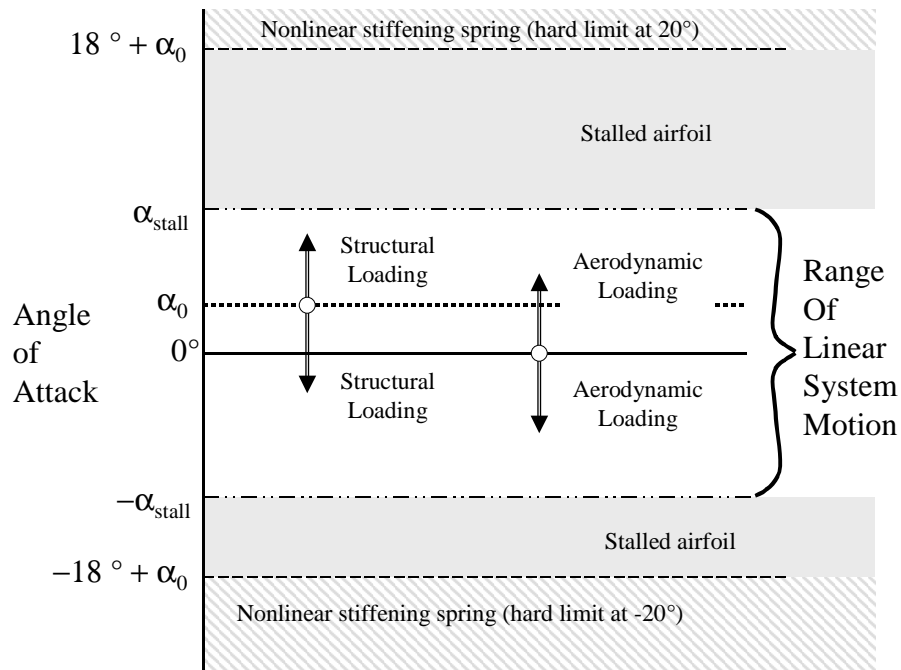 Nonlinear stiffening spring (hard limit at 20°)
18 ° + α0
Stalled airfoil
αstall
Structural
Loading
Aerodynamic
Loading
α0
0°
Angle
of
Attack
Range
Of
Linear
System
Motion
Structural
Loading
Aerodynamic
Loading
−αstall
Stalled airfoil
−18 ° + α0
Nonlinear stiffening spring (hard limit at -20°)